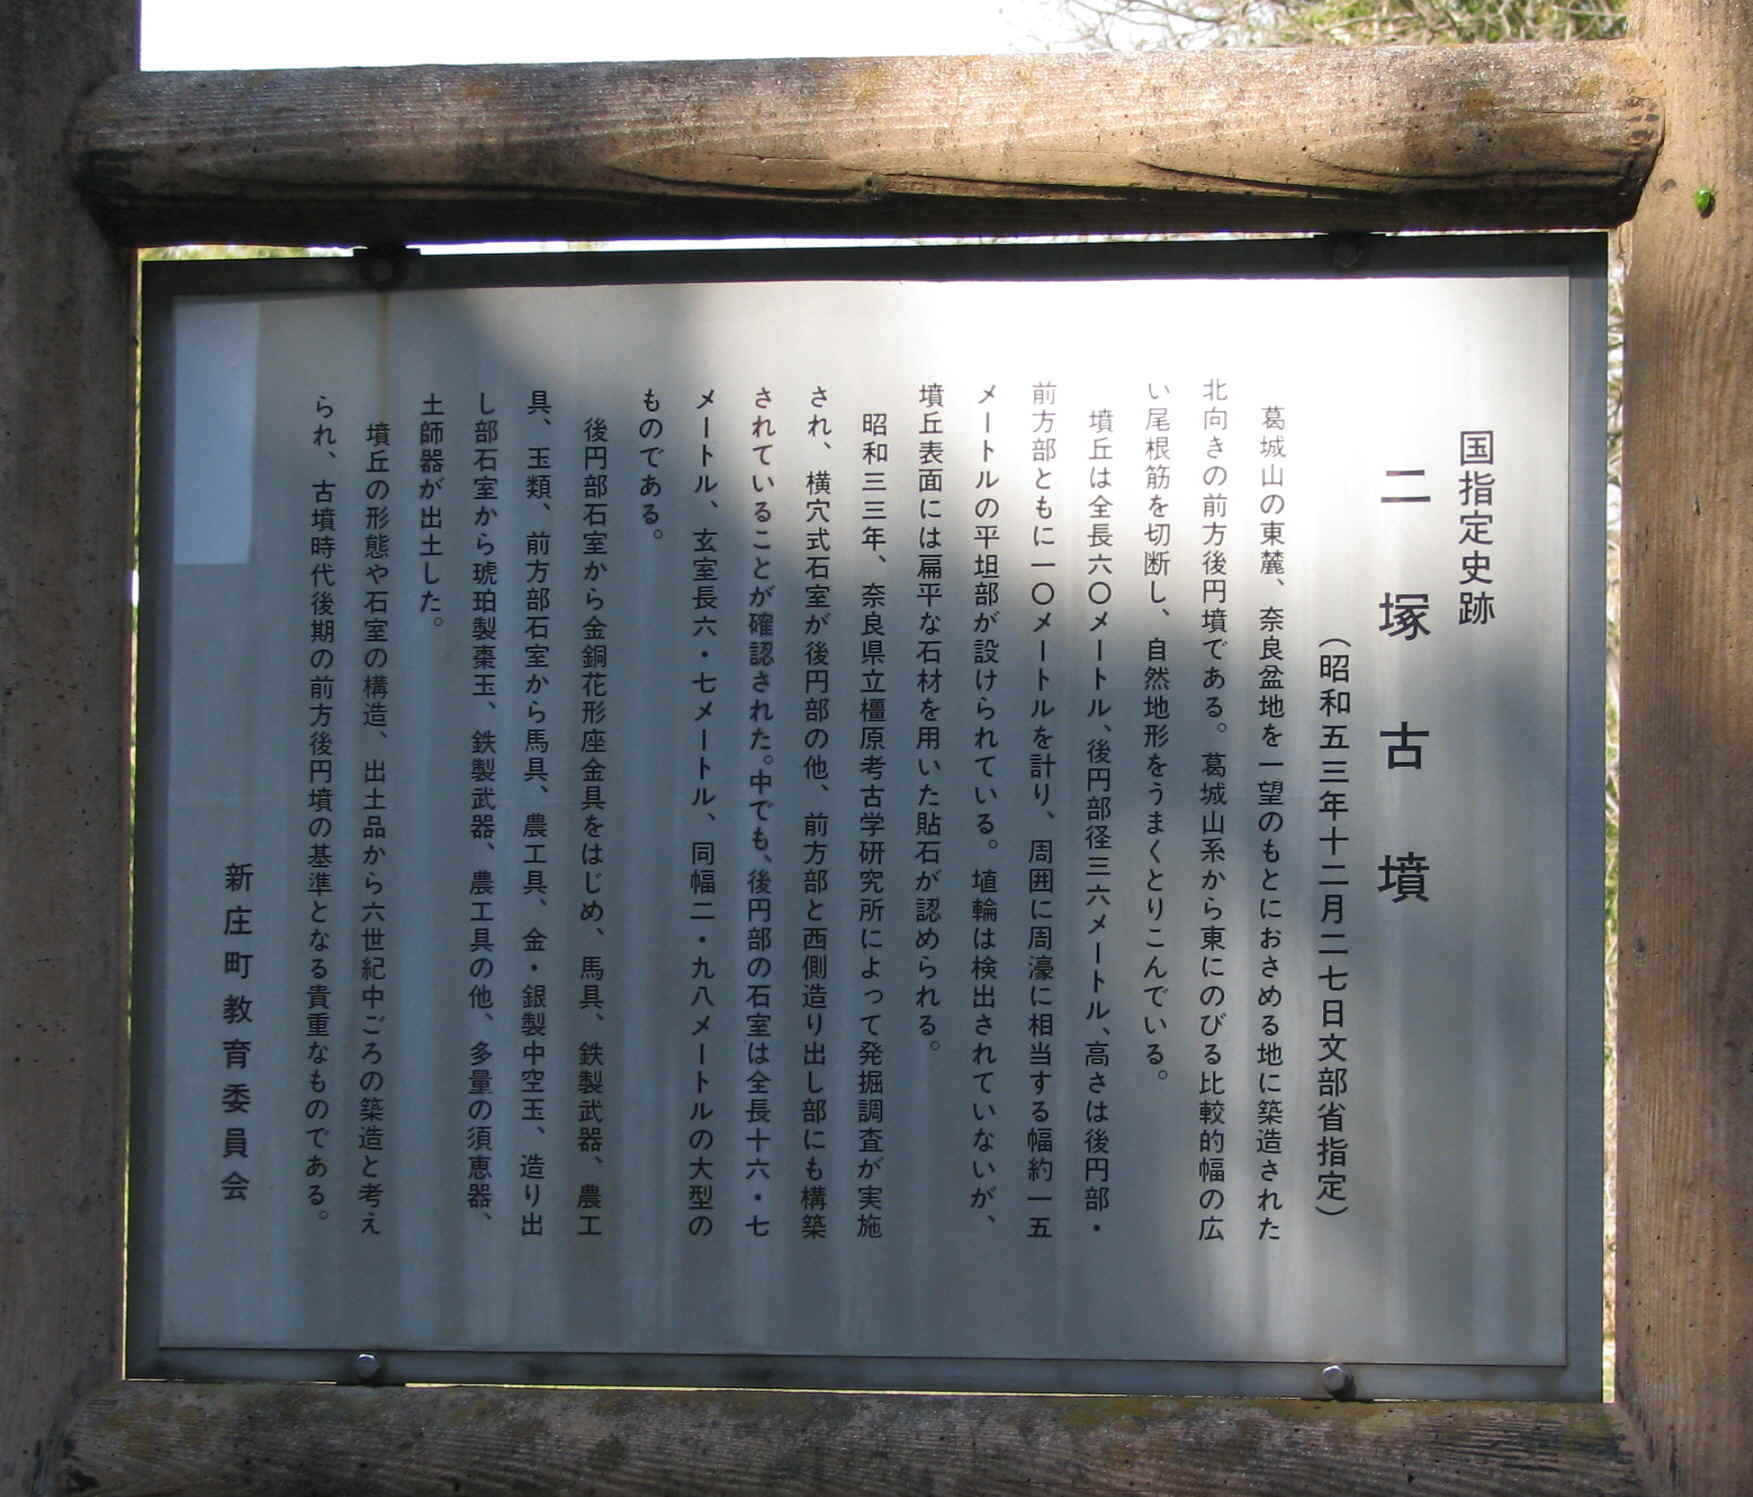 国指定史跡
二塚古墳
（昭和五三年十二月二七日文部省指定）
葛城山の東麓、奈良盆地を一望のもとにおさめる地に築造された
北向きの前方後円墳である。葛城山系から東にのびる比較的幅の広
い尾根筋を切断し、自然地形をうまくとりこんでいる。
墳丘は全長六〇メートル、後円部径三六メートル、高さは後円部・
前方部ともに一〇メートルを計り、周囲に周濠に相当する幅約一五
メートルの平坦部が設けられている。埴輪は検出されていないが、
墳丘表面には扁平な石材を用いた貼石が認められる。
昭和三三年、奈良県立橿原考古学研究所によって発掘調査が実施
され、横穴式石室が後円部の他、前方部と西側造り出し部にも構築
されていることが確認された。中でも、後円部の石室は全長十六・七
メートル、玄室長六・七メートル、同幅二・九八メートルの大型の
ものである。
後円部石室から金銅花形座金具をはじめ、馬具、鉄製武器、農工
具、玉類、前方部石室から馬具、農工具、金・銀製中空玉、造り出
し部石室から琥珀製棗玉、鉄製武器、農工具の他、多量の須恵器、
土師器が出土した。
墳丘の形態や石室の構造、出土品から六世紀中ごろの築造と考え
られ、古墳時代後期の前方後円墳の基準となる貴重なものである。
新庄町教育委員会